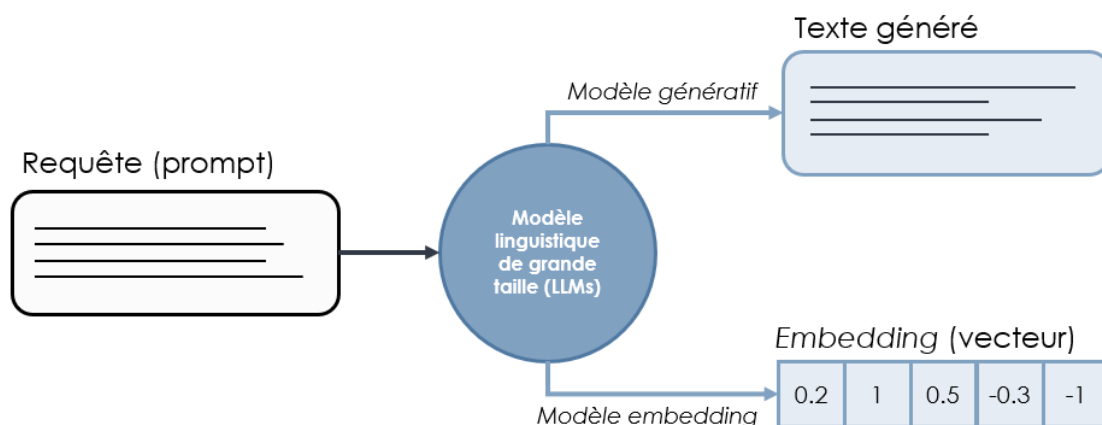 Texte généré
Modèle génératif
Requête (prompt)
Modèle
linguistique
de grande
taille (LLMs)
Embedding (vecteur)
0.2 1 0.5 -0.3 -1
Modèle embedding